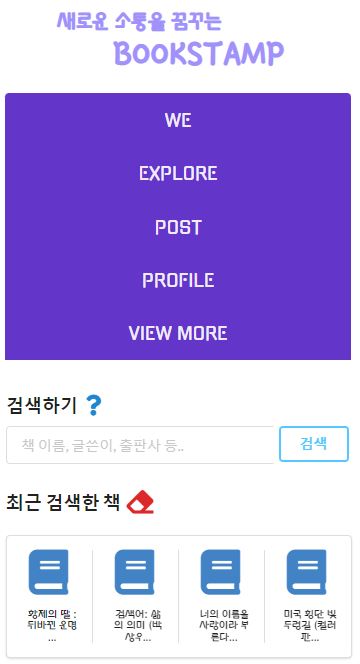 새로운 소통을 꿈꾸는
BOOKSTAMP
WE
EXPLORE
POST
PROFILE
VIEW MORE
검색하기 ?
책 이름, 글쓴이, 출판사 등..
검색
최근 검색한 책
황제의 딸 :
뒤바뀐 운명
...
검색어: 삶
의 의미 (박
상우...
너의 이름을
사랑이라 부
른다...
미국 횡단 빛
두렁길 (컬러
판...